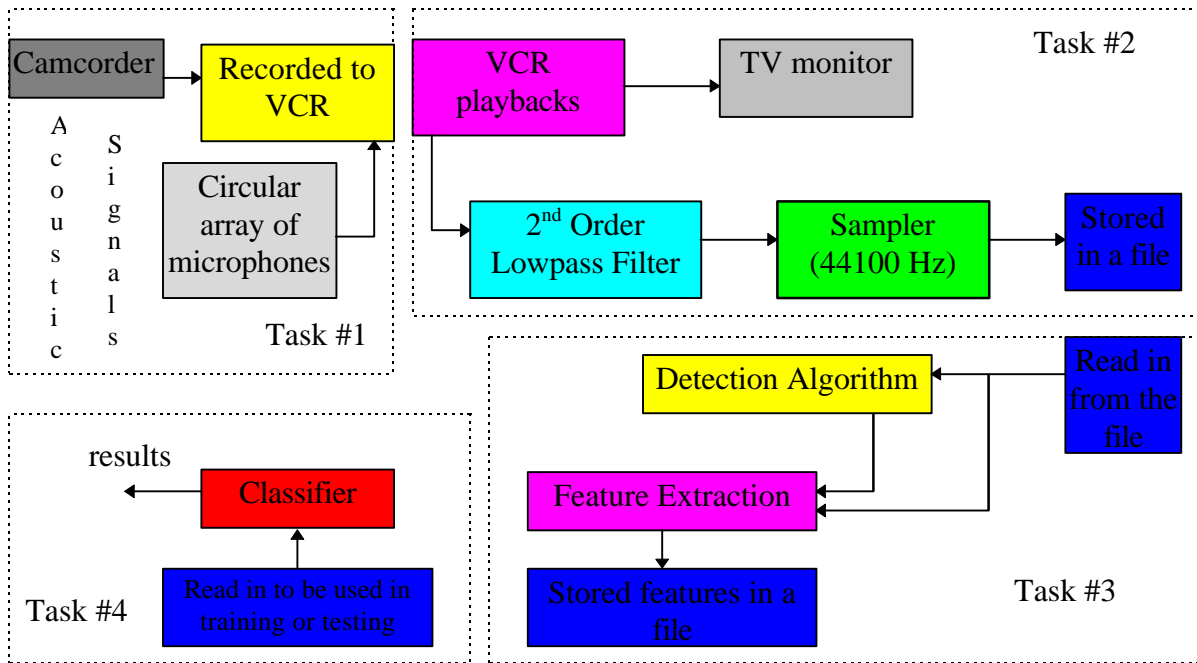 Camcorder
Recorded to
VCR
Acoustic
Signals
Circular
array of
microphones
Task #1
VCR
playbacks
TV monitor
Task #2
2nd Order
Lowpass Filter
Sampler
(44100 Hz)
Stored
in a file
Read in
from the
file
Detection Algorithm
Feature Extraction
Stored features in a
file
Task #3
results
Classifier
Read in to be used in
training or testing
Task #4